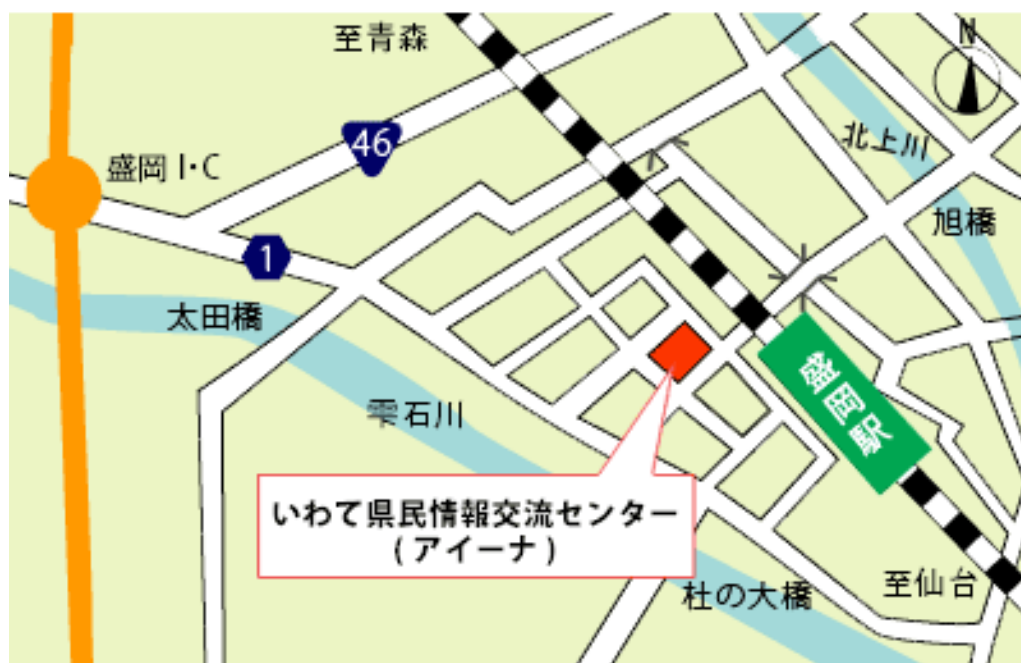 至青森
N
46
北上川
盛岡 I・C
旭橋
1
太田橋
盛岡駅
雫石川
いわて県民情報交流センター
( アイーナ )
至仙台
杜の大橋